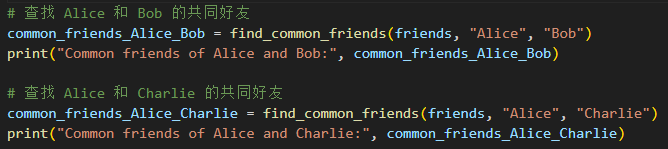 # 查找 Alice 和 Bob 的共同好友
common_friends_Alice_Bob = find_common_friends(friends, "Alice", "Bob")
print("Common friends of Alice and Bob:", common_friends_Alice_Bob)
# 查找 Alice 和 Charlie 的共同好友
common_friends_Alice_Charlie = find_common_friends(friends, "Alice", "Charlie")
print("Common friends of Alice and Charlie:", common_friends_Alice_Charlie)